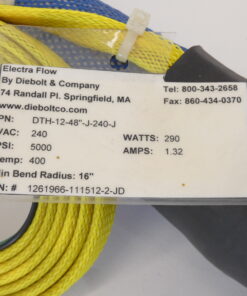 Electra Flow
By Diebolt & Company
74 Randall Pl. Springfield, MA
www.dieboltco.com
Tel: 800-343-2658
Fax: 860-434-0370
PN: DTH-12-48"-J-240-J
VAC: 240
WATTS: 290
PSI: 5000
AMPS: 1.32
emp: 400
in Bend Radius: 16"
N: # 1261966-111512-2-JD